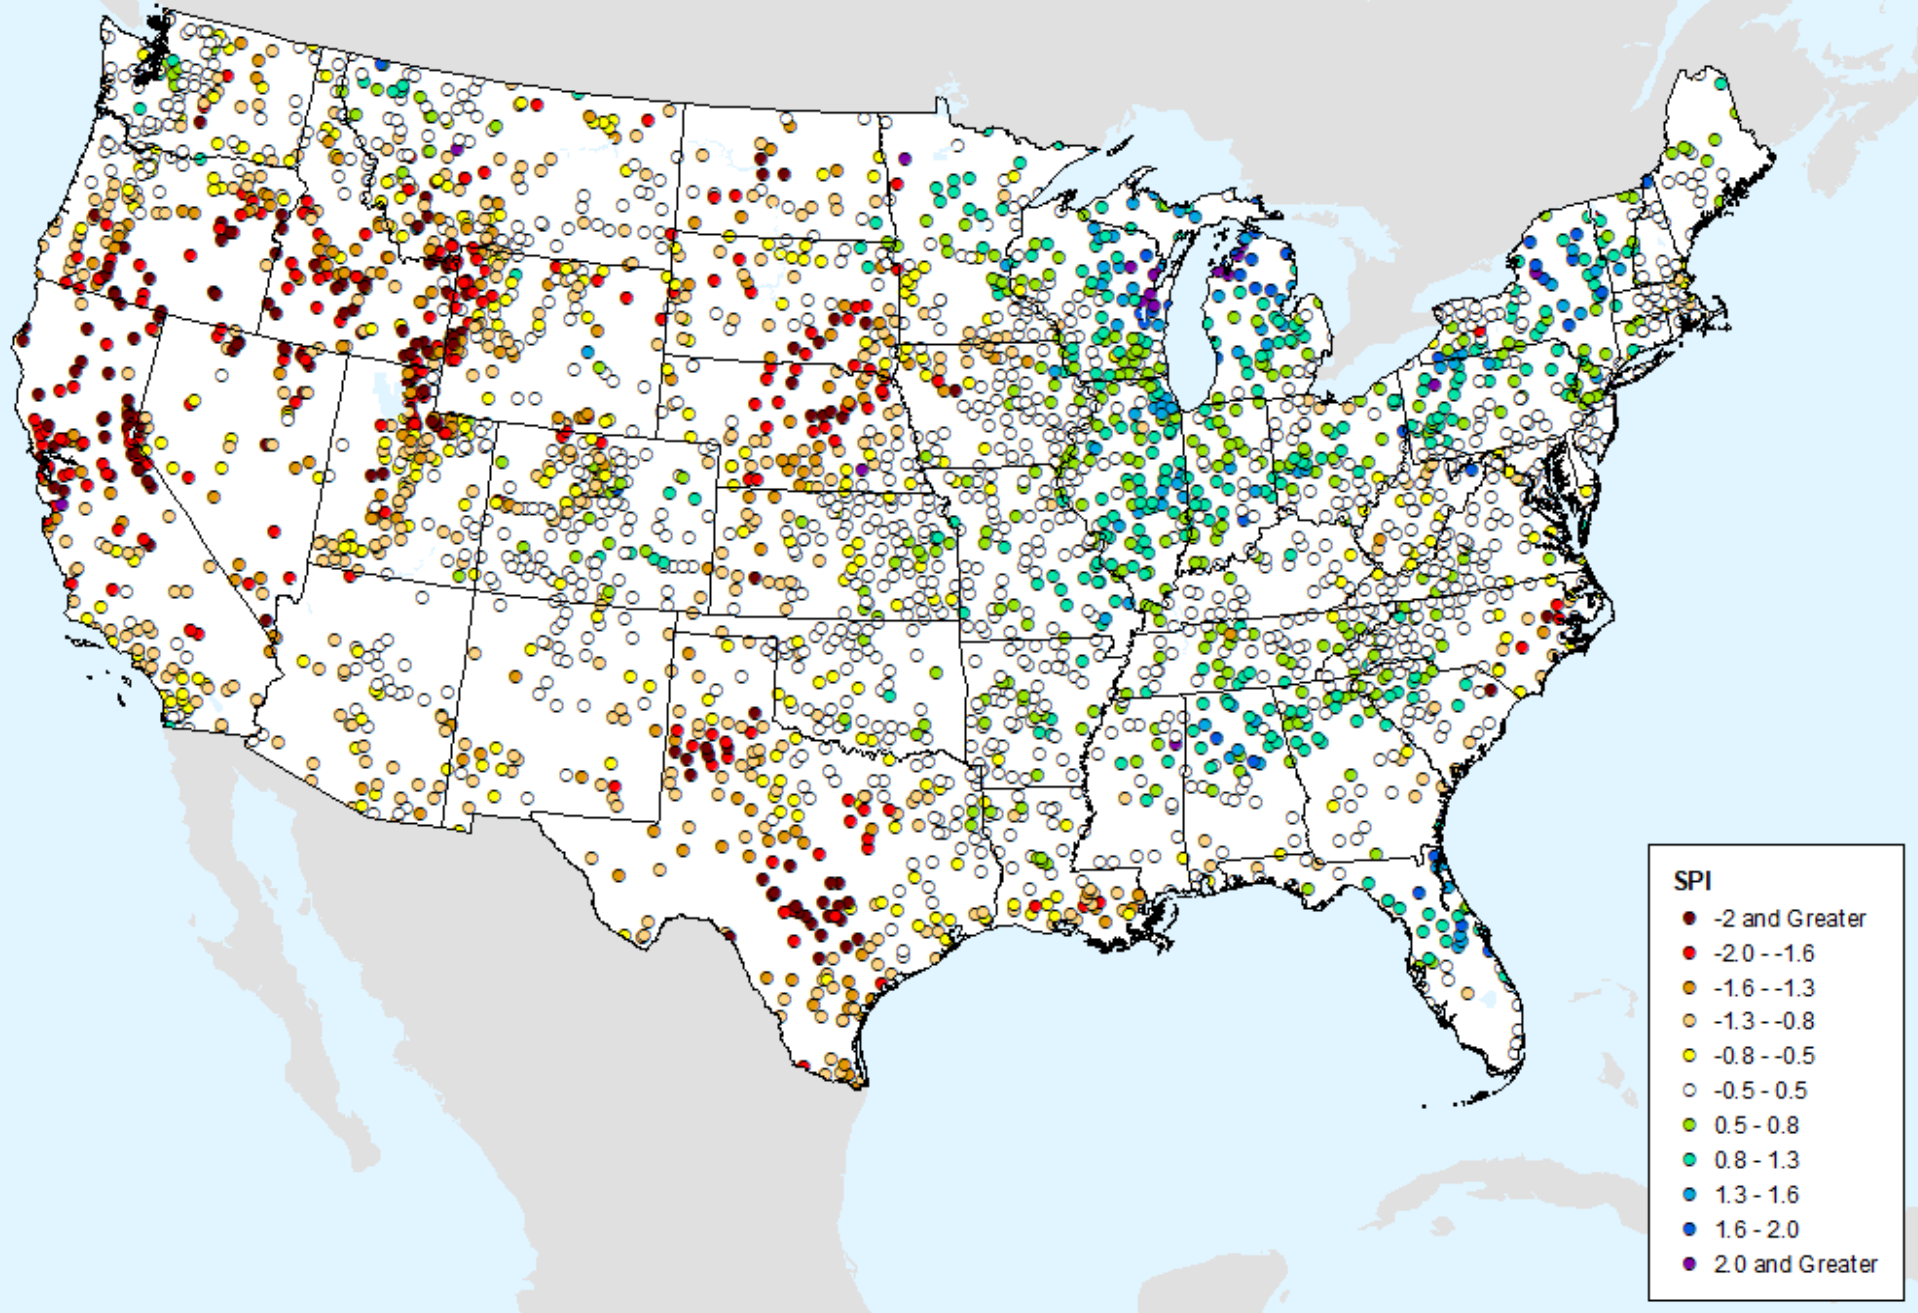 SPI
-2 and Greater
-2.0 - -1.6
-1.6 - -1.3
-1.3 - -0.8
-0.8 - -0.5
-0.5 - 0.5
0.5 - 0.8
0.8 - 1.3
1.3 - 1.6
1.6 - 2.0
2.0 and Greater